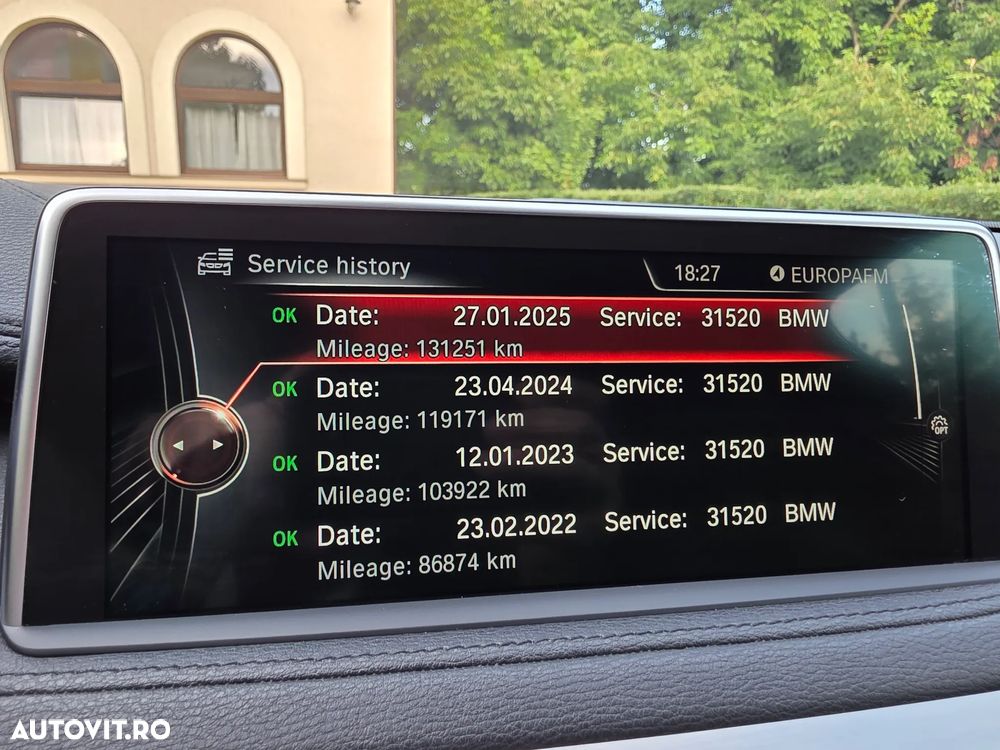 Service history
18:27
EUROPAFM
OK Date: 27.01.2025 Service: 31520 BMW
Mileage: 131251 km
OK Date: 23.04.2024 Service: 31520 BMW
Mileage: 119171 km
OK Date: 12.01.2023 Service: 31520 BMW
Mileage: 103922 km
OK Date: 23.02.2022 Service: 31520 BMW
Mileage: 86874 km
OPT
AUTOVIT.RO